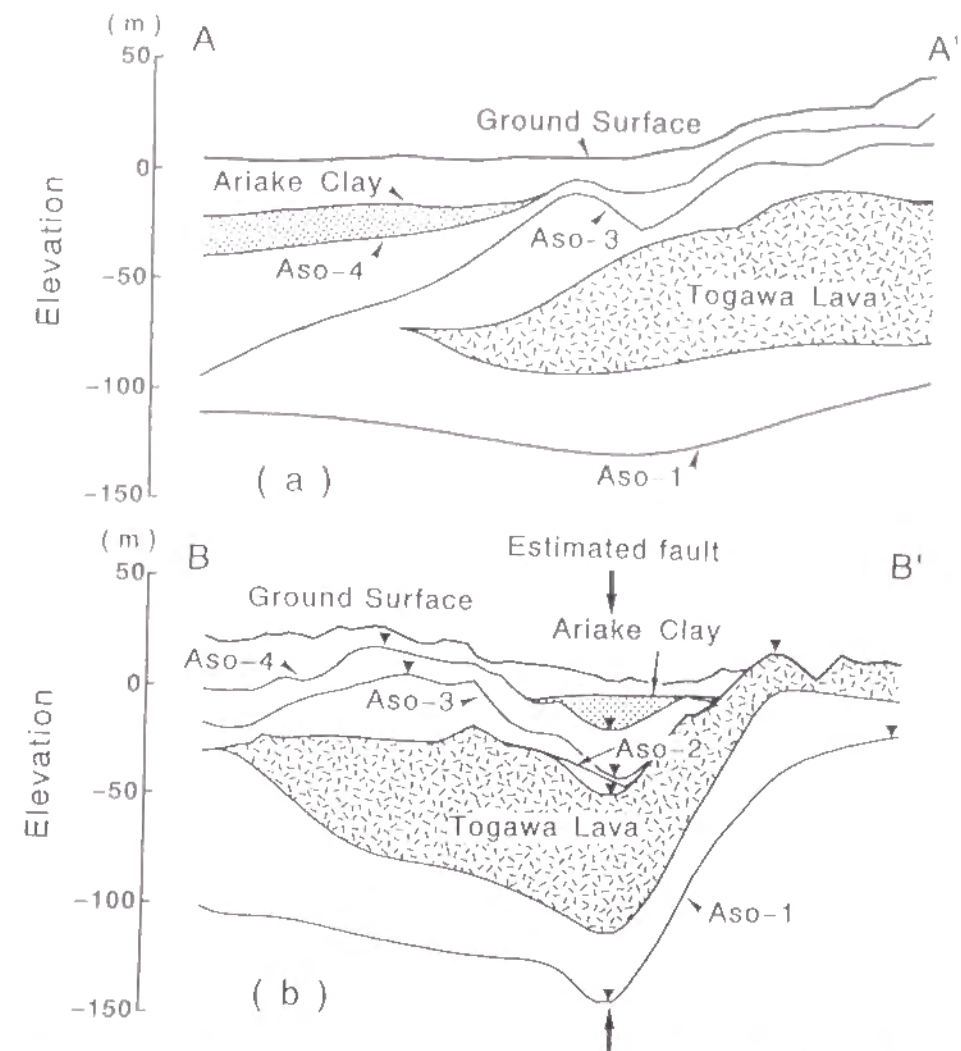 (m)
A
A'
50
Ground Surface
0
Ariake Clay
Aso-3
Aso-4
-50
Togawa Lava
Elevation
-100
Aso-1
(a)
-150
(m)
B
Estimated fault
B'
50
Ground Surface
Ariake Clay
Aso-4
0
Aso-3
Aso-2
-50
Elevation
Togawa Lava
-100
Aso-1
(b)
-150